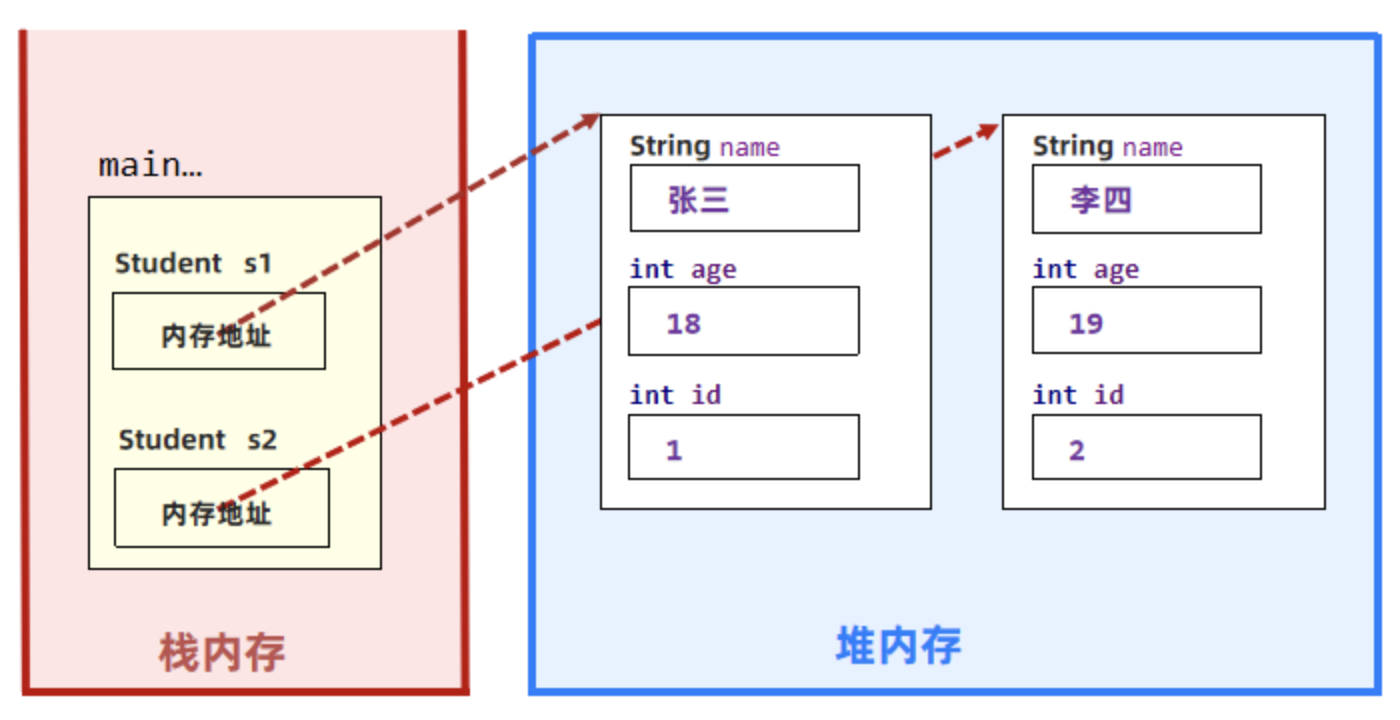 main...
Student s1
内存地址
Student s2
内存地址
栈内存
String name
张三
int age
18
int id
1
String name
李四
int age
19
int id
2
堆内存